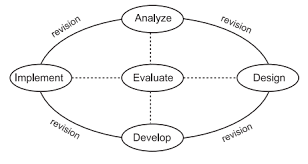 Analyze
revision
revision
Implement
Evaluate
Design
revision
revision
Develop